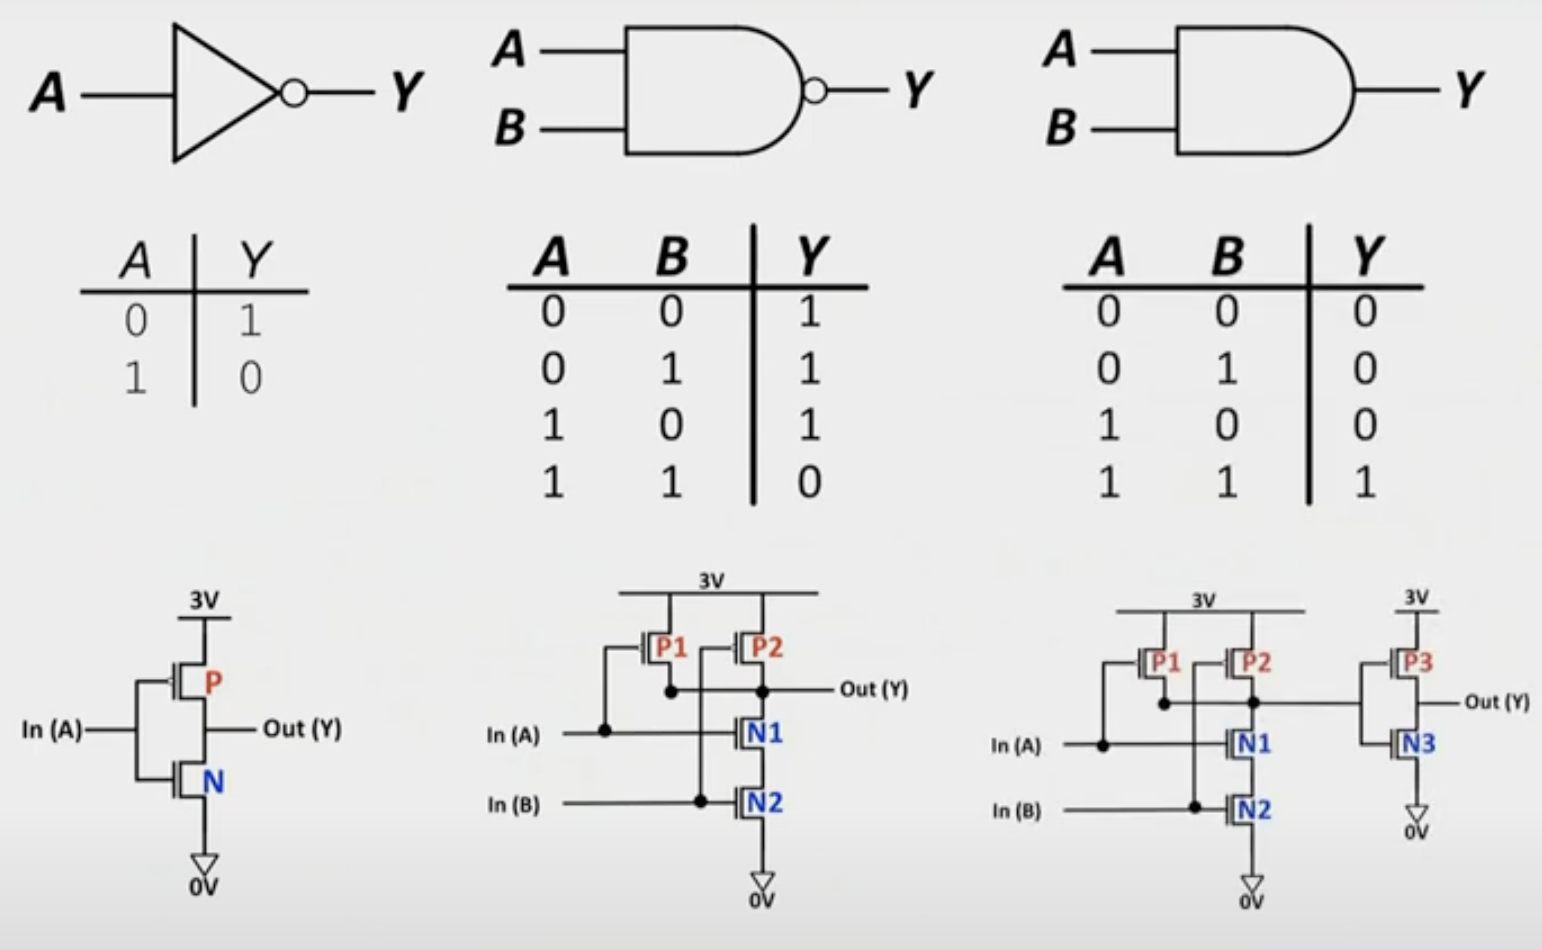 A Y
A B Y
A B Y
A Y
0 1
1 0
A B Y
0 0 1
0 1 1
1 0 1
1 1 0
A B Y
0 0 0
0 1 0
1 0 0
1 1 1
3V
P
In (A) Out (Y)
N
0V
3V
P1 P2
Out (Y)
In (A) N1
In (B) N2
0V
3V 3V
P1 P2 P3
Out (Y)
In (A) N1 N3
In (B) N2
0V
0V